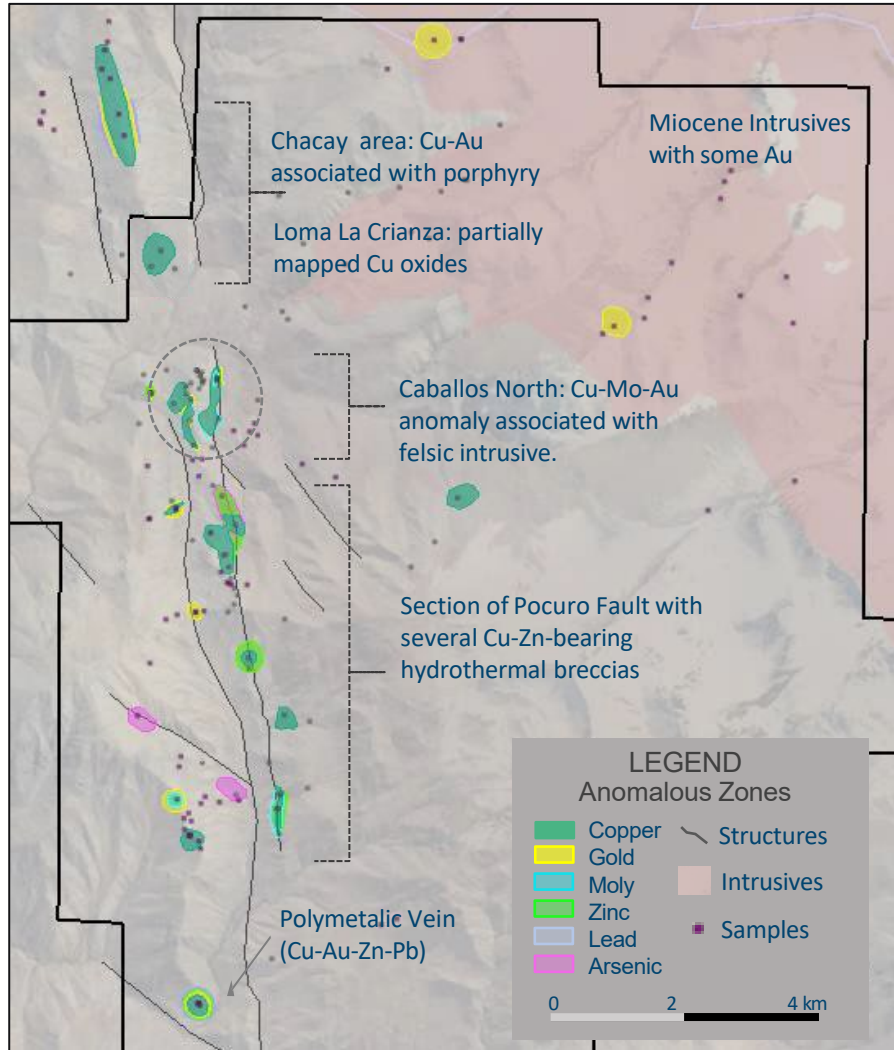 Miocene Intrusives
with some Au
Chacay area: Cu-Au
associated with porphyry
Loma La Crianza: partially
mapped Cu oxides
Caballos North: Cu-Mo-Au
anomaly associated with
felsic intrusive.
Section of Pocuro Fault with
several Cu-Zn-bearing
hydrothermal breccias
Polymetalic Vein
(Cu-Au-Zn-Pb)
LEGEND
Anomalous Zones
Copper
Gold
Moly
Zinc
Lead
Arsenic
Structures
Intrusives
Samples
0 2 4 km